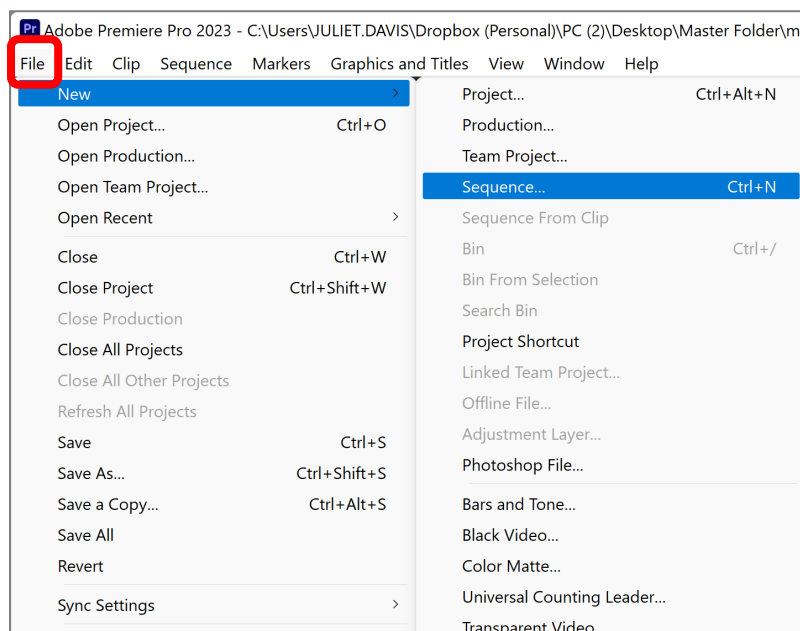 Pr Adobe Premiere Pro 2023 - C:\Users\JULIET.DAVIS\Dropbox (Personal)\PC (2)\Desktop\Master Folder\m
File Edit Clip Sequence Markers Graphics and Titles View Window Help
New
Open Project... Ctrl+O
Open Production...
Open Team Project...
Open Recent
Close Ctrl+W
Close Project Ctrl+Shift+W
Close Production
Close All Projects
Close All Other Projects
Refresh All Projects
Save Ctrl+S
Save As... Ctrl+Shift+S
Save a Copy... Ctrl+Alt+S
Save All
Revert
Sync Settings
Project... Ctrl+Alt+N
Production...
Team Project...
Sequence... Ctrl+N
Sequence From Clip
Bin Ctrl+/
Bin From Selection
Search Bin
Project Shortcut
Linked Team Project...
Offline File...
Adjustment Layer...
Photoshop File...
Bars and Tone...
Black Video...
Color Matte...
Universal Counting Leader...
Transparent Video